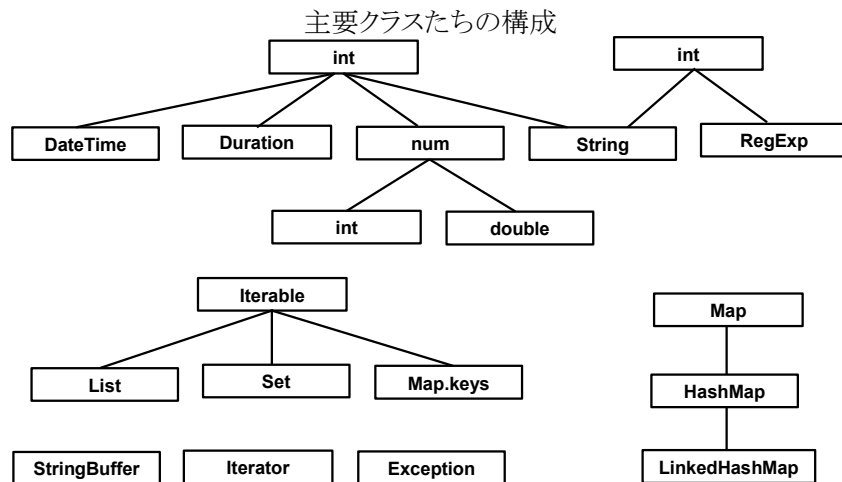 主要クラスたちの構成
int
int
DateTime
Duration
num
String
RegExp
int
double
Iterable
Map
List
Set
Map.keys
HashMap
StringBuffer
Iterator
Exception
LinkedHashMap